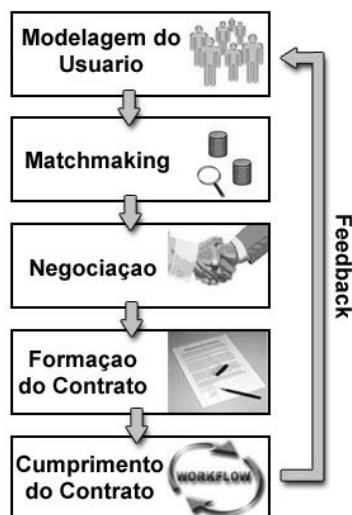 Modelagem do
Usuario
Matchmaking
Negociaçao
Formaçao
do Contrato
Cumprimento
do Contrato
WORKFLOW
Feedback